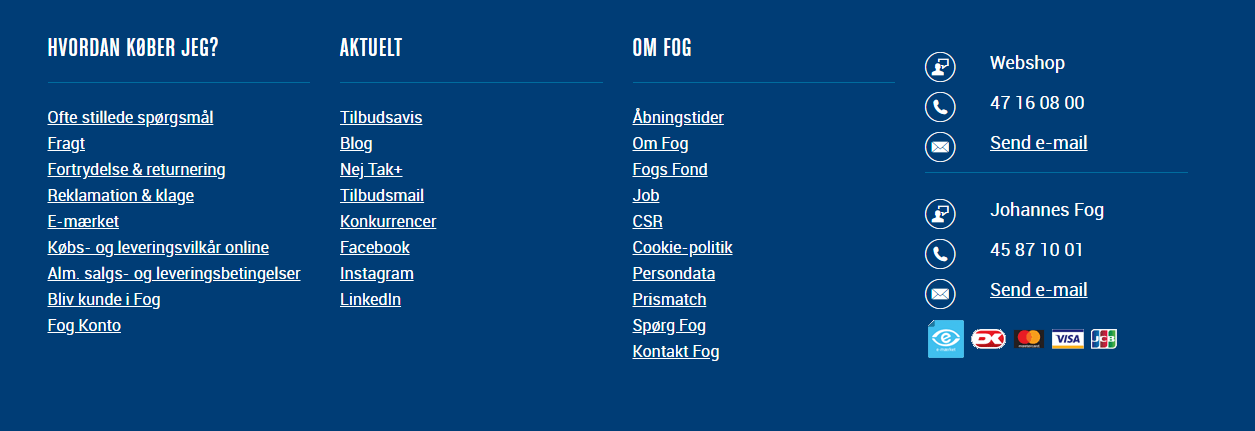 HVORDAN KØBER JEG?
Ofte stillede spørgsmål
Fragt
Fortrydelse & returnering
Reklamation & klage
E-mærket
Købs- og leveringsvilkår online
Alm. salgs- og leveringsbetingelser
Bliv kunde i Fog
Fog Konto
AKTUELT
Tilbudsavis
Blog
Nej Tak+
Tilbudsmail
Konkurrencer
Facebook
Instagram
LinkedIn
OM FOG
Åbningstider
Om Fog
Fogs Fond
Job
CSR
Cookie-politik
Persondata
Prismatch
Spørg Fog
Kontakt Fog
Webshop
47 16 08 00
Send e-mail
Johannes Fog
45 87 10 01
Send e-mail
e
e-mærket
DK
mastercard
VISA
JCB